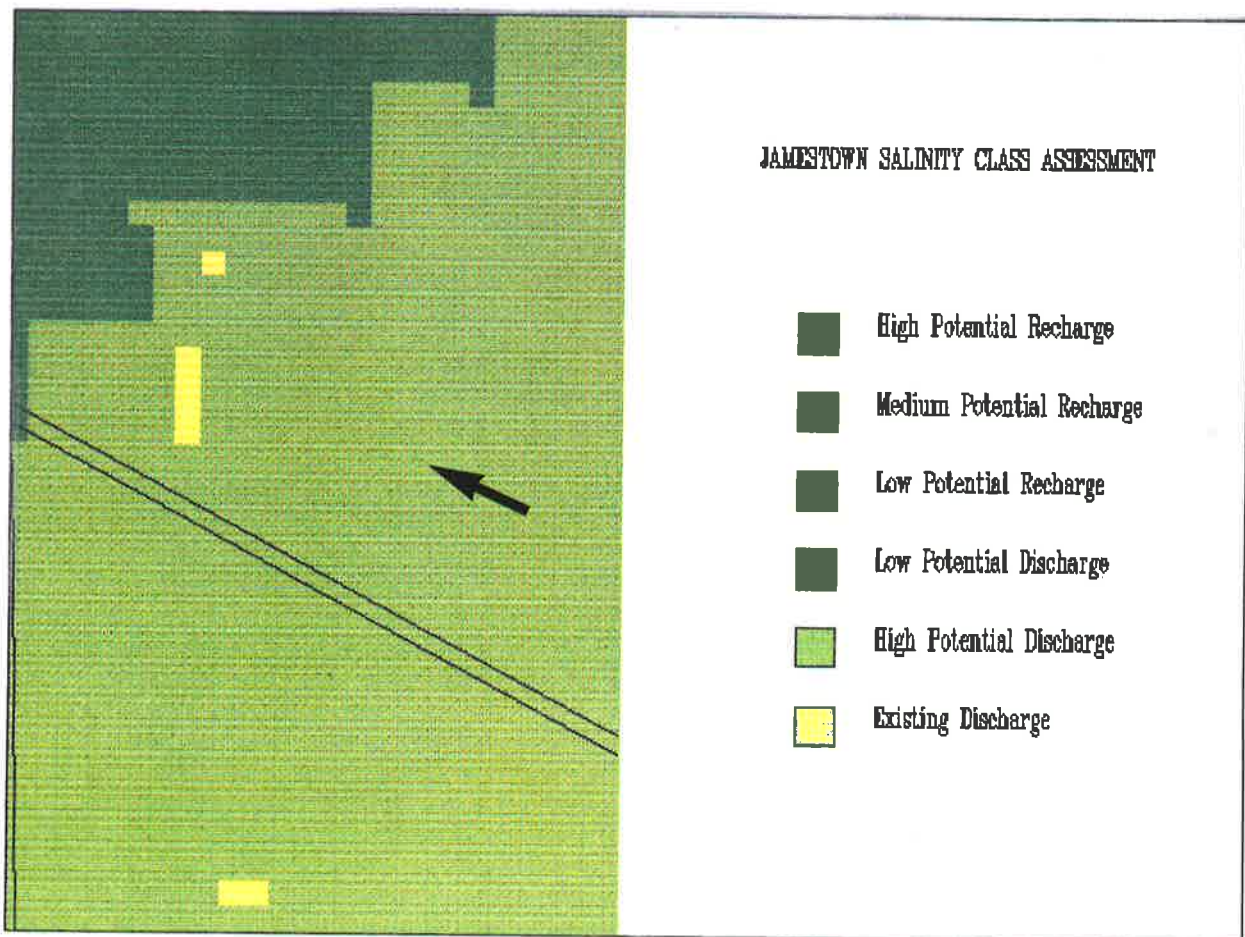 JAMESTOWN SALINITY CLASS ASSESSMENT
High Potential Recharge
Medium Potential Recharge
Low Potential Recharge
Low Potential Discharge
High Potential Discharge
Existing Discharge